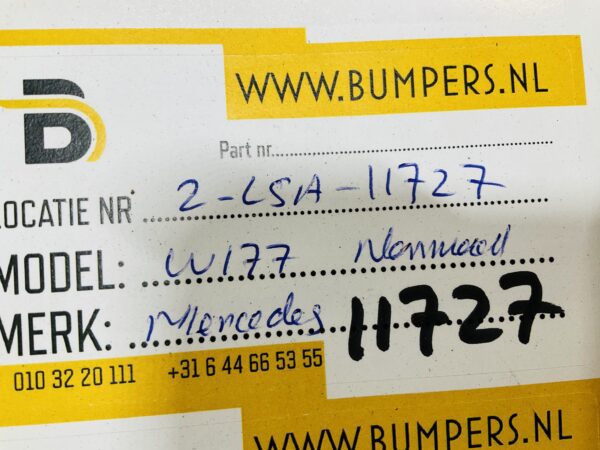 WWW.BUMPERS.NL
B
Part nr
LOCATIE NR 2-LSA-11727
MODEL: W177 Normaal
MERK: Mercedes 11727
010 32 20 111 +31 6 44 66 53 55
WWW.BUMPERS.NL